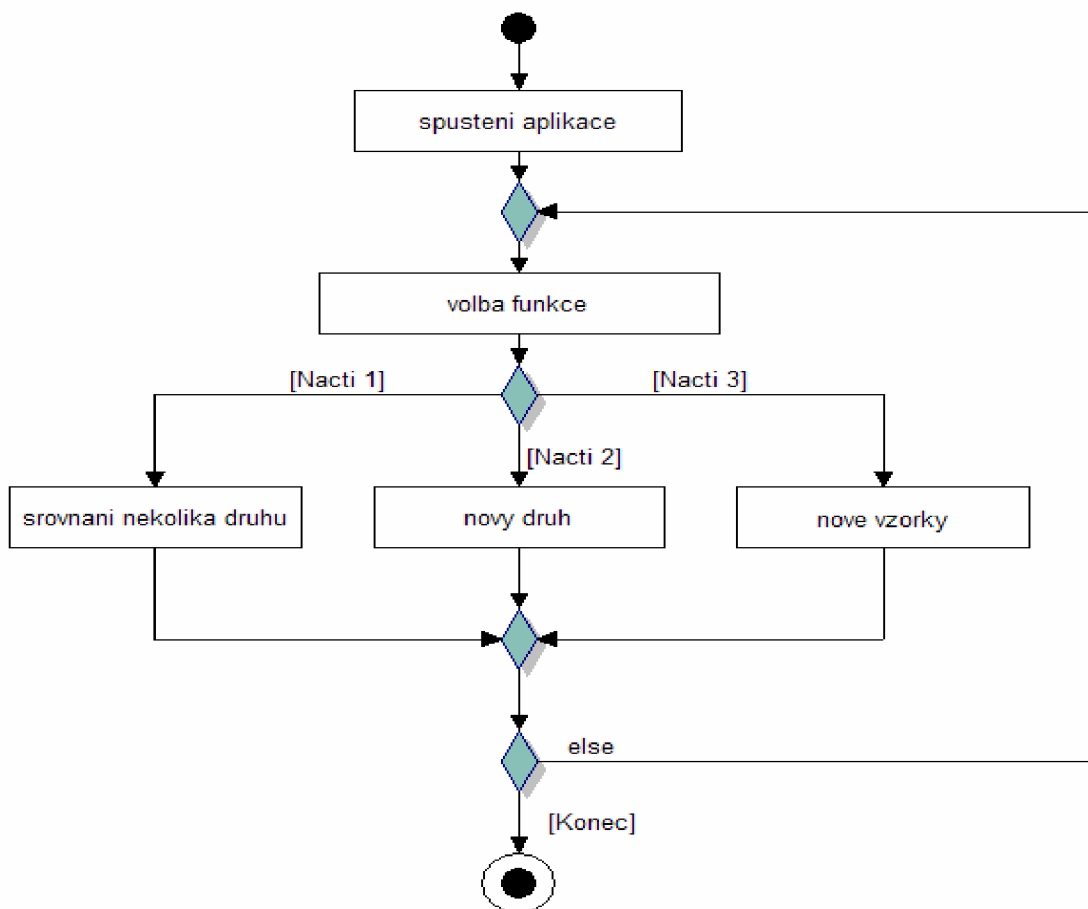 spusteni aplikace
volba funkce
[Nacti 1]
[Nacti 3]
[Nacti 2]
srovnani nekolika druhu
novy druh
nove vzorky
else
[Konec]